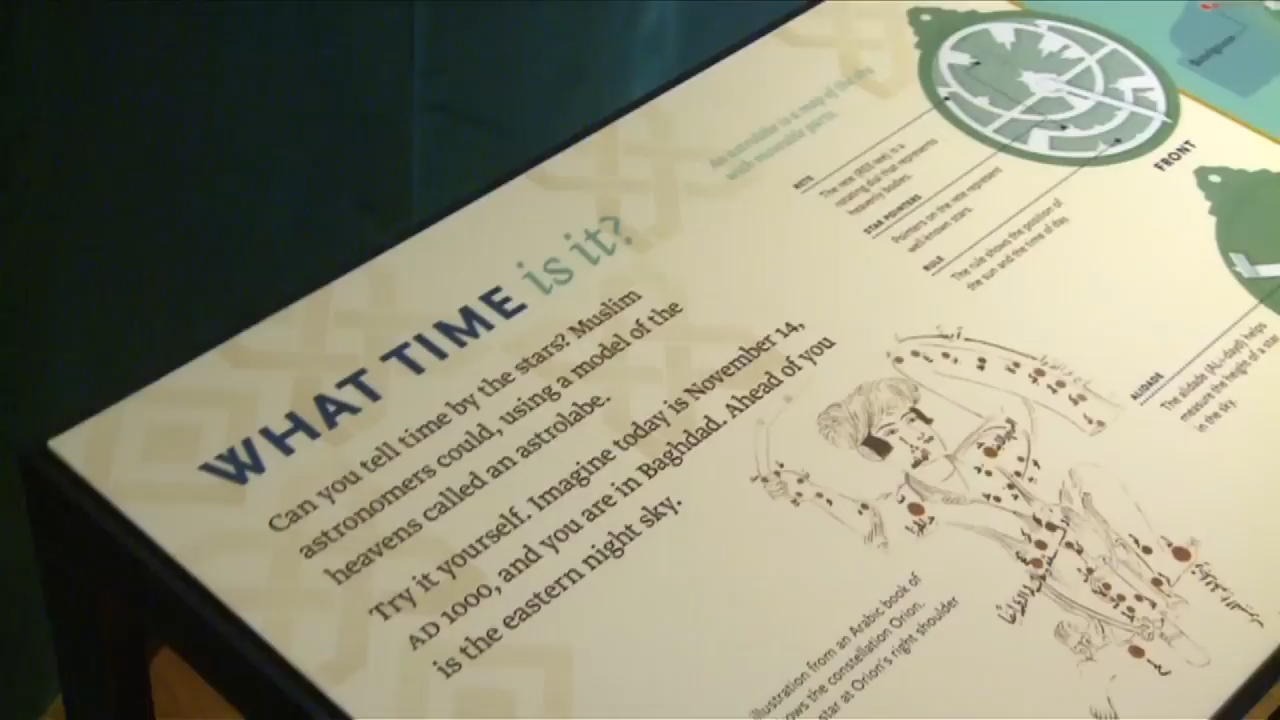 WHAT TIME is it?
Can you tell time by the stars? Muslim
astronomers could, using a model of the
heavens called an astrolabe.
Try it yourself. Imagine today is November 14,
AD 1000, and you are in Baghdad. Ahead of you
is the eastern night sky.
An astrolabe is a map of the
with movable parts.
RETE
The rete (REE-tee) is a
rotating dial that represents
heavenly bodies.
STAR POINTERS
Pointers on the rete represent
well-known stars.
RULE
The rule shows the position of
the sun and the time of day.
FRONT
ALIDADE
The alidade helps
measure the height of a star
in the sky.
illustration from an Arabic book of
the constellation Orion.
star at Orion's right shoulder